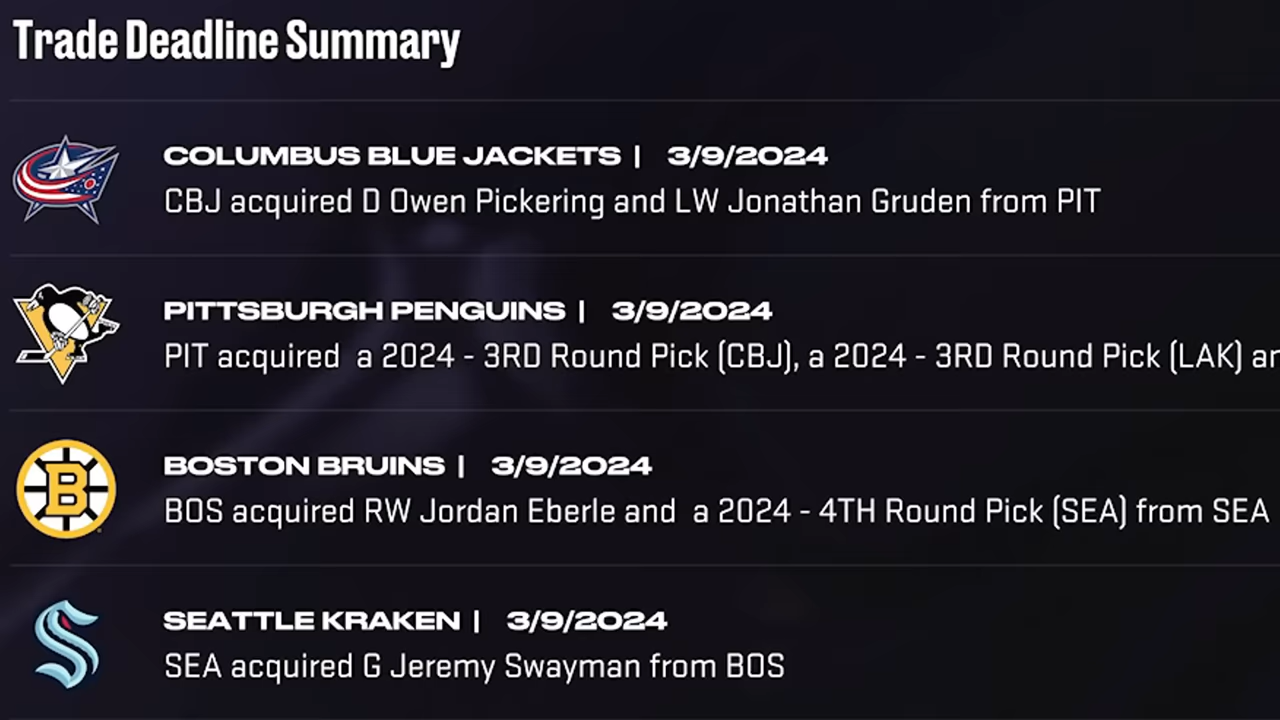 Trade Deadline Summary
COLUMBUS BLUE JACKETS | 3/9/2024
CBJ acquired D Owen Pickering and LW Jonathan Gruden from PIT
PITTSBURGH PENGUINS | 3/9/2024
PIT acquired a 2024 - 3RD Round Pick (CBJ), a 2024 - 3RD Round Pick (LAK)
BOSTON BRUINS | 3/9/2024
B
BOS acquired RW Jordan Eberle and a 2024 - 4TH Round Pick (SEA) from SEA
SEATTLE KRAKEN | 3/9/2024
SEA acquired G Jeremy Swayman from BOS